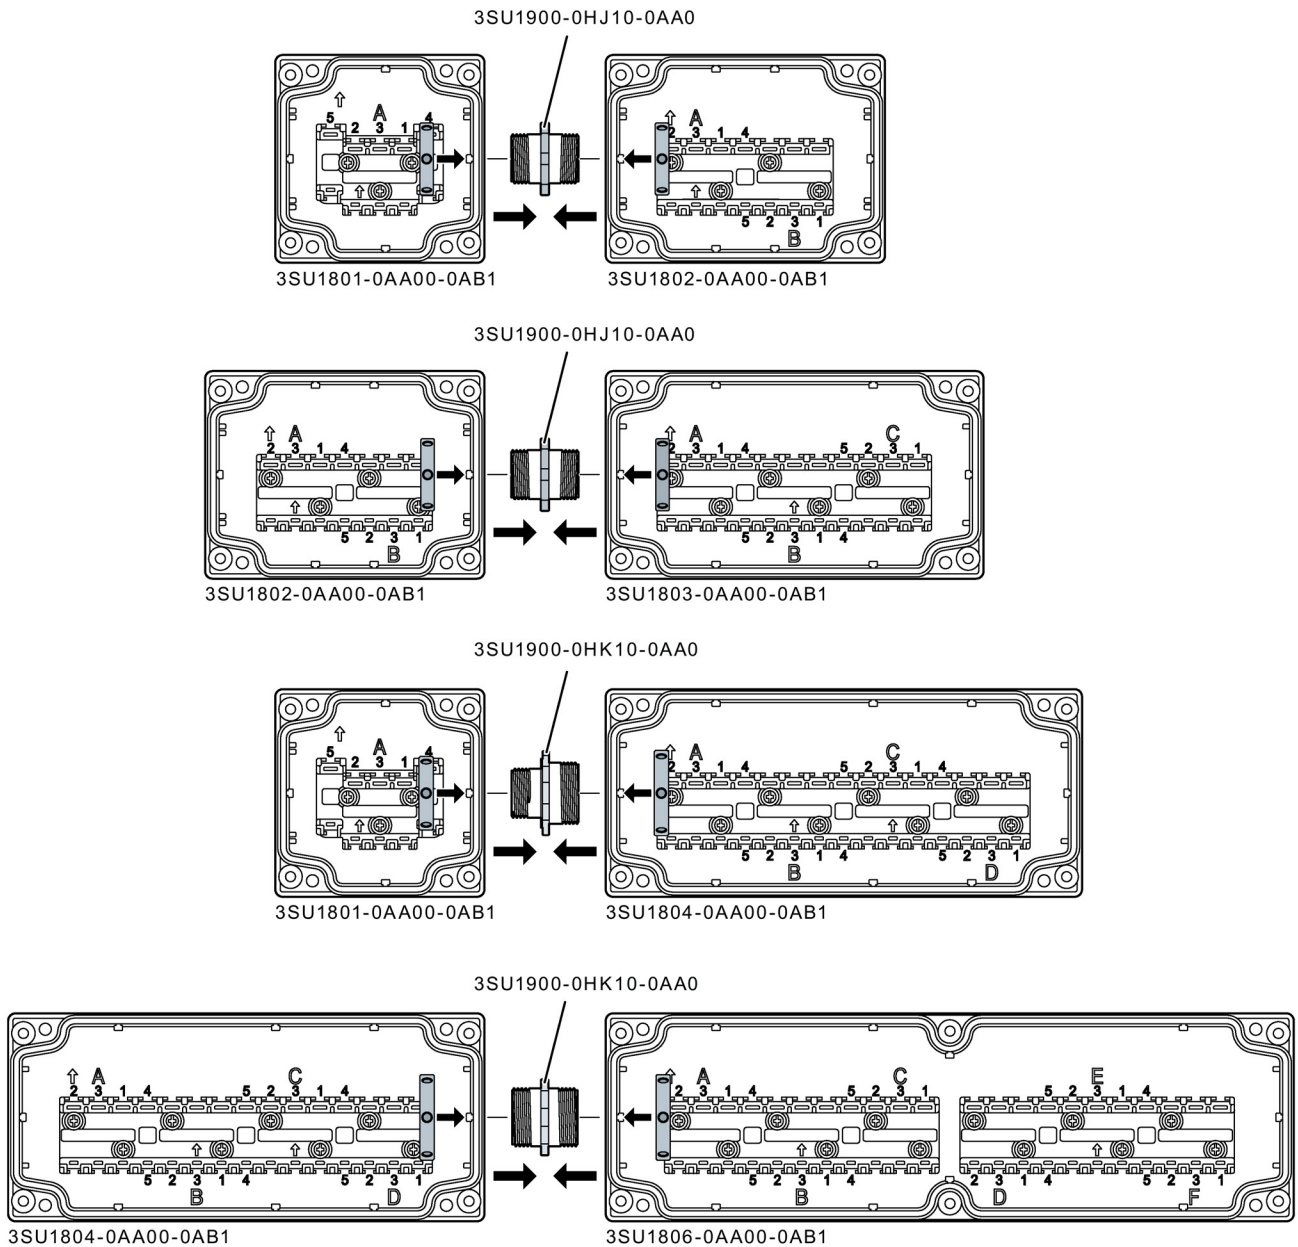 3SU1900-0HJ10-0AA0
A
5 2 3 1 4
A
2 3 1 4
5 2 3 1
B
3SU1801-0AA00-0AB1 3SU1802-0AA00-0AB1
3SU1900-0HJ10-0AA0
A
2 3 1 4
5 2 3 1
B
A C
2 3 1 4 5 2 3 1
5 2 3 1 4
B
3SU1802-0AA00-0AB1 3SU1803-0AA00-0AB1
3SU1900-0HK10-0AA0
A
5 2 3 1 4
A C
2 3 1 4 5 2 3 1 4
5 2 3 1 4 5 2 3 1
B D
3SU1801-0AA00-0AB1 3SU1804-0AA00-0AB1
3SU1900-0HK10-0AA0
A C
2 3 1 4 5 2 3 1 4
5 2 3 1 4 5 2 3 1
B D
A C E
2 3 1 4 5 2 3 1 5 2 3 1 4
5 2 3 1 4 2 3 1 4 5 2 3 1
B D F
3SU1804-0AA00-0AB1 3SU1806-0AA00-0AB1